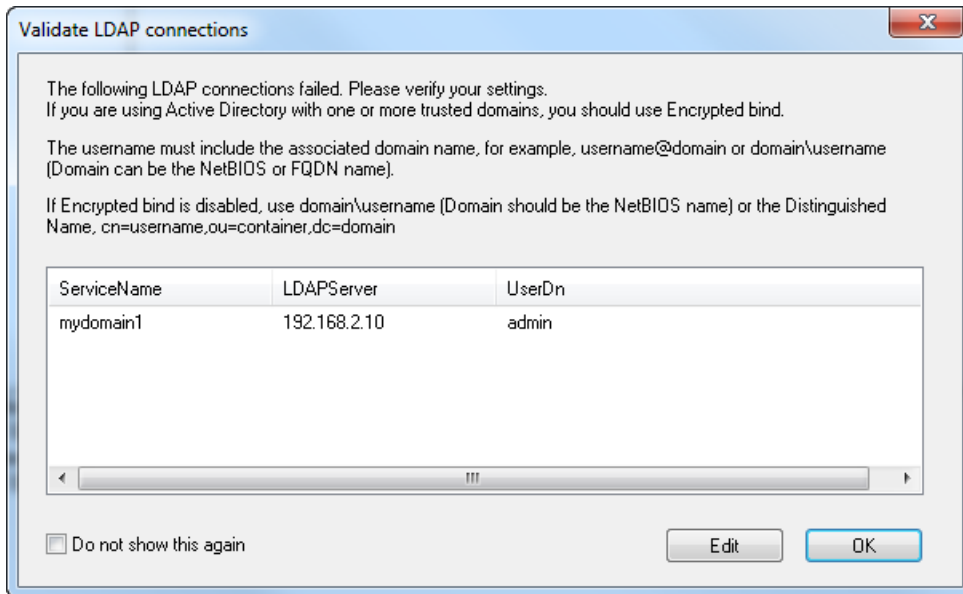 Validate LDAP connections
The following LDAP connections failed. Please verify your settings.
If you are using Active Directory with one or more trusted domains, you should use Encrypted bind.
The username must include the associated domain name, for example, username@domain or domain\username
(Domain can be the NetBIOS or FQDN name).
If Encrypted bind is disabled, use domain\username (Domain should be the NetBIOS name) or the Distinguished
Name, cn=username,ou=container,dc=domain
ServiceName LDAPServer UserDn
mydomain1 192.168.2.10 admin
Do not show this again Edit OK